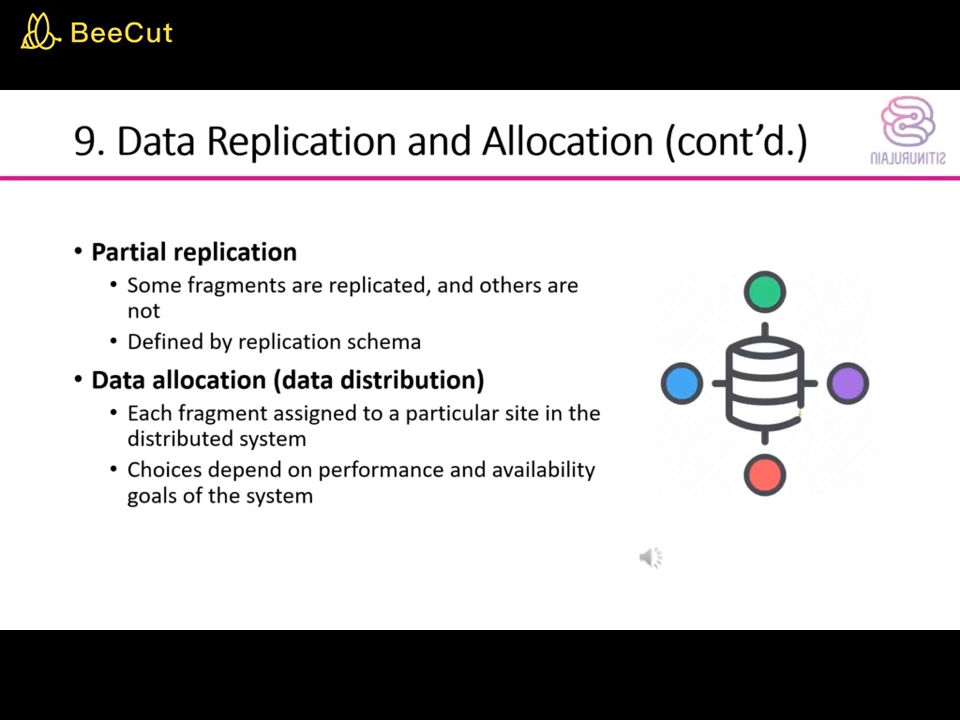 BeeCut
9. Data Replication and Allocation (cont'd.)
SITINURULAIN
• Partial replication
• Some fragments are replicated, and others are
not
• Defined by replication schema
• Data allocation (data distribution)
• Each fragment assigned to a particular site in the
distributed system
• Choices depend on performance and availability
goals of the system